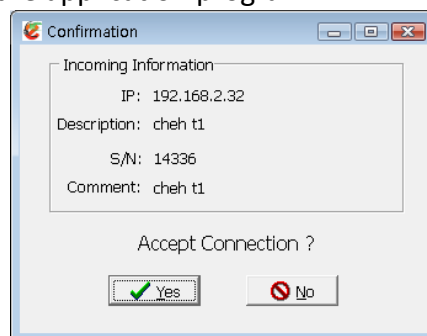 Confirmation
Incoming Information
IP: 192.168.2.32
Description: cheh t1
S/N: 14336
Comment: cheh t1
Accept Connection ?
Yes
No